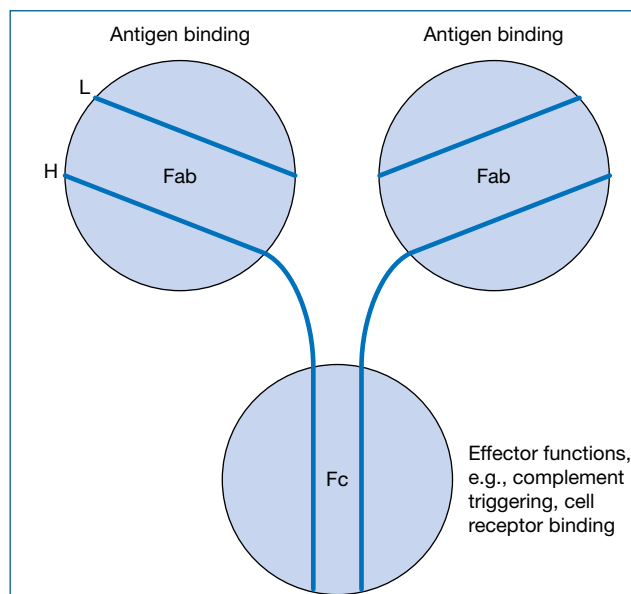 Antigen binding
Antigen binding
L
H
Fab
Fab
Fc
Effector functions,
e.g., complement
triggering, cell
receptor binding